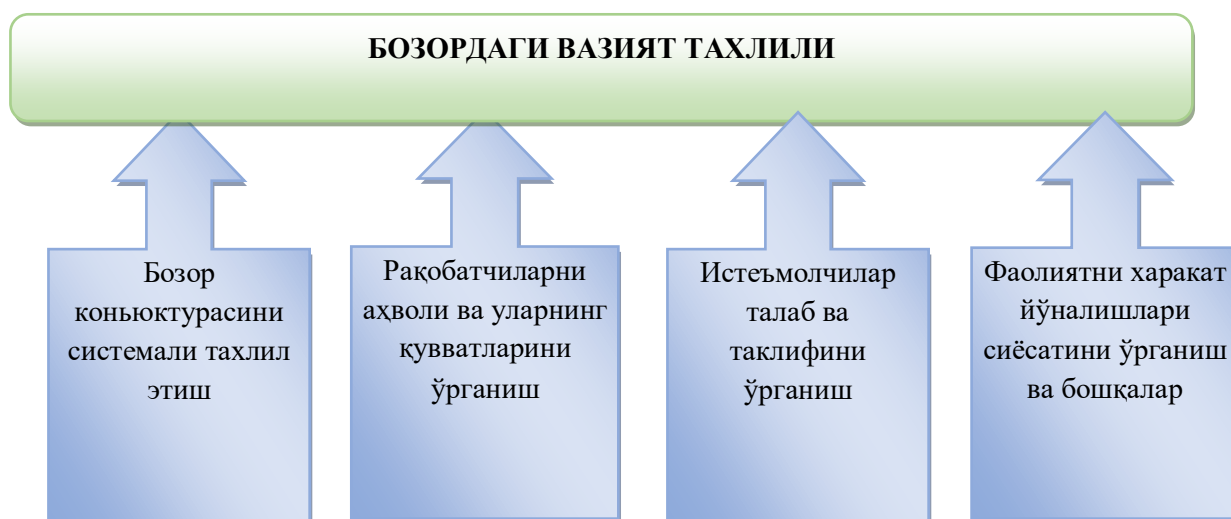 БОЗОРДАГИ ВАЗИЯТ ТАХЛИЛИ
Бозор
коньюктурасини
системали тахлил
этиш
Рақобатчиларни
аҳволи ва уларнинг
қувватларини
ўрганиш
Истеъмолчилар
талаб ва
таклифини
ўрганиш
Фаолиятни харакат
йўналишлари
сиёсатини ўрганиш
ва бошқалар